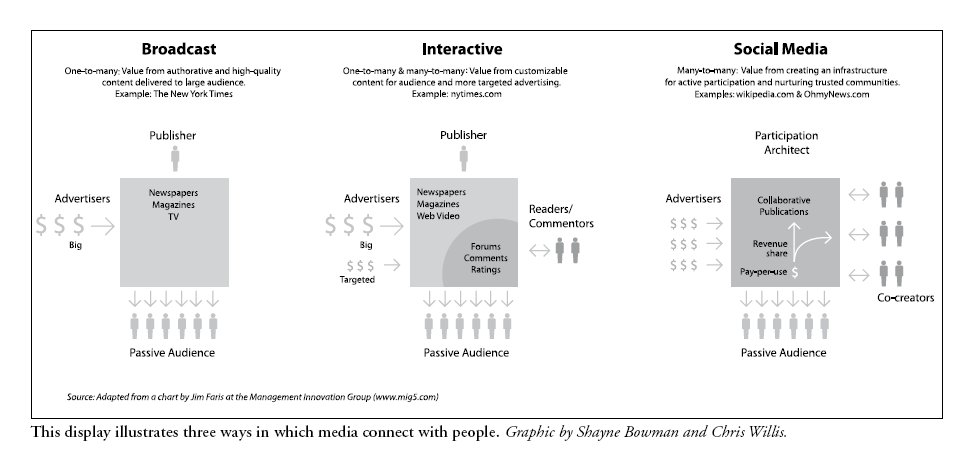 Broadcast
One-to-many: Value from authorative and high-quality
content delivered to large audience.
Example: The New York Times
Publisher
Advertisers
$ $ $
Big
Newspapers
Magazines
TV
Passive Audience
Interactive
One-to-many & many-to-many: Value from customizable
content for audience and more targeted advertising.
Example: nytimes.com
Publisher
Advertisers
$ $ $
Big
$ $ $
Targeted
Newspapers
Magazines
Web Video
Forums
Comments
Ratings
Readers/
Commentors
Passive Audience
Social Media
Many-to-many: Value from creating an infrastructure
for active participation and nurturing trusted communities.
Examples: wikipedia.com & OhmyNews.com
Participation
Architect
Advertisers
$ $ $
$ $ $
$ $ $
Collaborative
Publications
Revenue
share
Pay-per-use $
Co-creators
Passive Audience
Source: Adapted from a chart by Jim Faris at the Management Innovation Group (www.mig5.com)
This display illustrates three ways in which media connect with people. Graphic by Shayne Bowman and Chris Willis.